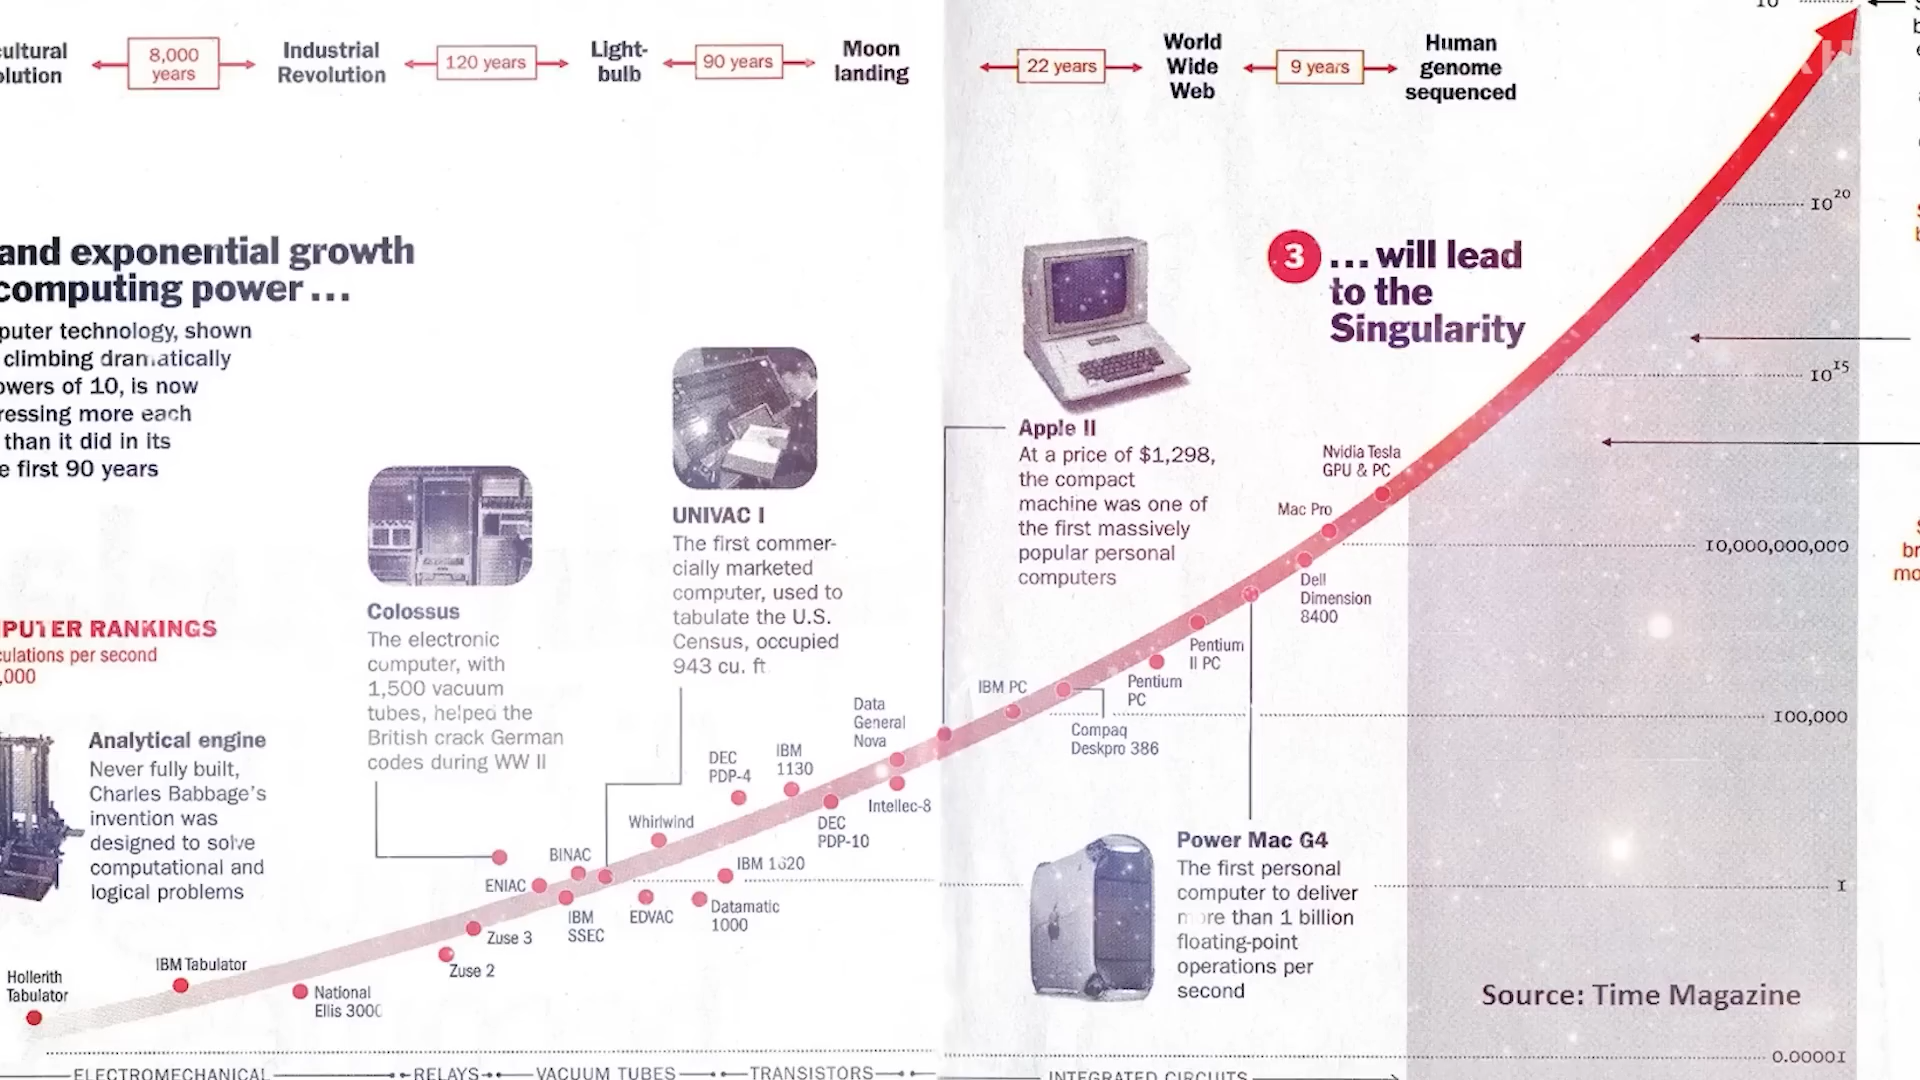 cultural
olution
8,000
years
Industrial
Revolution
120 years
Light-
bulb
90 years
Moon
landing
22 years
World
Wide
Web
9 years
Human
genome
sequenced
and exponential growth
computing power ...
puter technology, shown
climbing dramatically
owers of 10, is now
ressing more each
than it did in its
e first 90 years
3 ... will lead
to the
Singularity
10²⁰
10¹⁵
10,000,000,000
100,000
1
0.00001
Apple II
At a price of $1,298,
the compact
machine was one of
the first massively
popular personal
computers
UNIVAC I
The first commer-
cially marketed
computer, used to
tabulate the U.S.
Census, occupied
943 cu. ft.
Colossus
The electronic
computer, with
1,500 vacuum
tubes, helped the
British crack German
codes during WW II
PUTER RANKINGS
culations per second
,000
Analytical engine
Never fully built,
Charles Babbage's
invention was
designed to solve
computational and
logical problems
Power Mac G4
The first personal
computer to deliver
more than 1 billion
floating-point
operations per
second
Hollerith
Tabulator
IBM Tabulator
National
Ellis 3000
Zuse 2
Zuse 3
ENIAC
BINAC
IBM
SSEC
EDVAC
Whirlwind
Datamatic
1000
IBM 1620
DEC
PDP-4
IBM
1130
DEC
PDP-10
Data
General
Nova
Intellec-8
IBM PC
Compaq
Deskpro 386
Pentium
PC
Pentium
II PC
Dell
Dimension
8400
Mac Pro
Nvidia Tesla
GPU & PC
Source: Time Magazine
ELECTROMECHANICAL
RELAYS
VACUUM TUBES
TRANSISTORS
INTEGRATED CIRCUITS